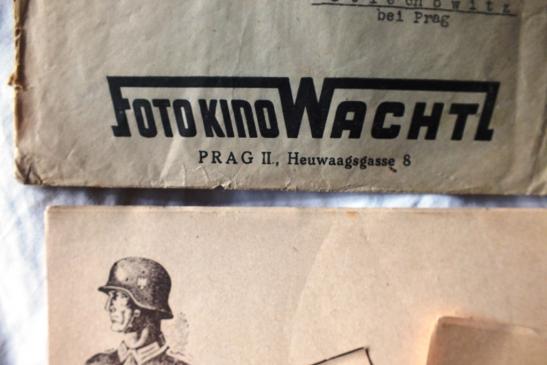 bei Prag
FOTO KINO WACHTL
PRAG II., Heuwaagsgasse 8